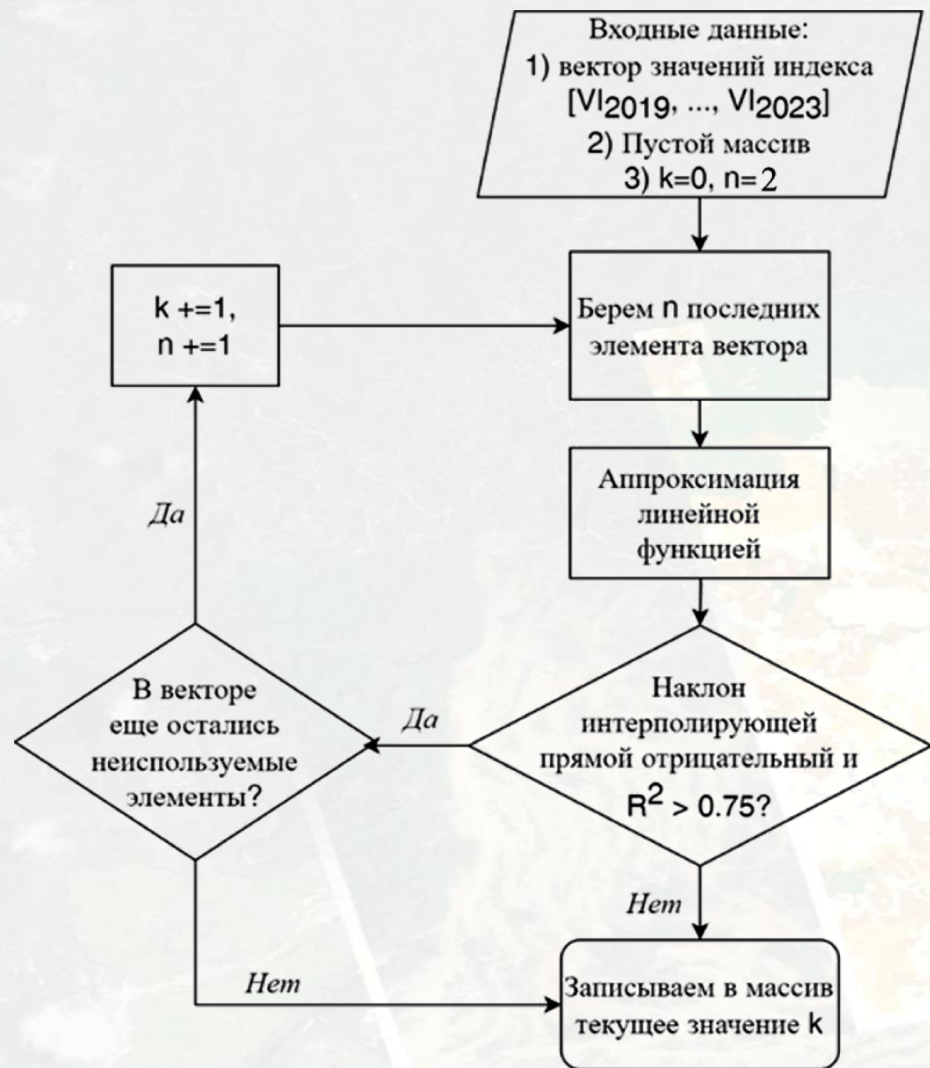 Входные данные:
1) вектор значений индекса
[VI2019, ..., VI2023]
2) Пустой массив
3) k=0, n=2
k +=1,
n +=1
Берем n последних
элемента вектора
Аппроксимация
линейной
функцией
Да
Наклон
интерполирующей
прямой отрицательный и
R² > 0.75?
Да
В векторе
еще остались
неиспользуемые
элементы?
Нет
Нет
Записываем в массив
текущее значение k